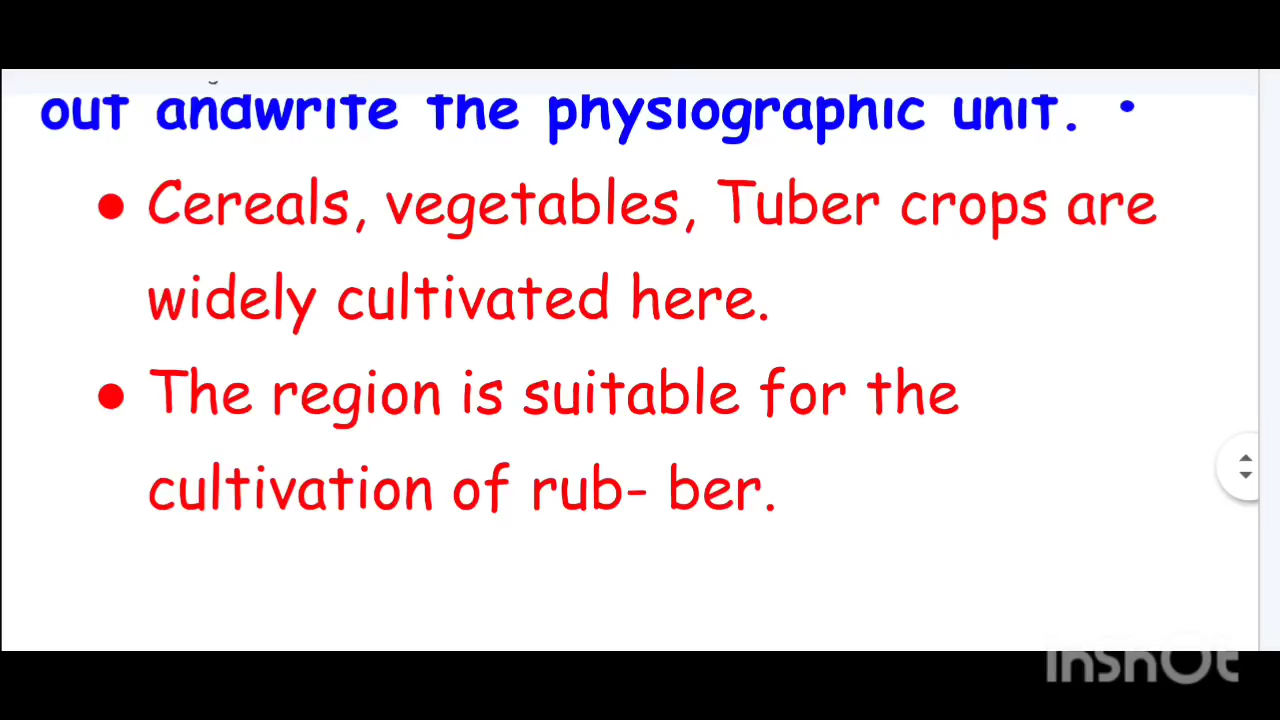 out andwrite the physiographic unit. •
● Cereals, vegetables, Tuber crops are
widely cultivated here.
● The region is suitable for the
cultivation of rub- ber.
InShOt